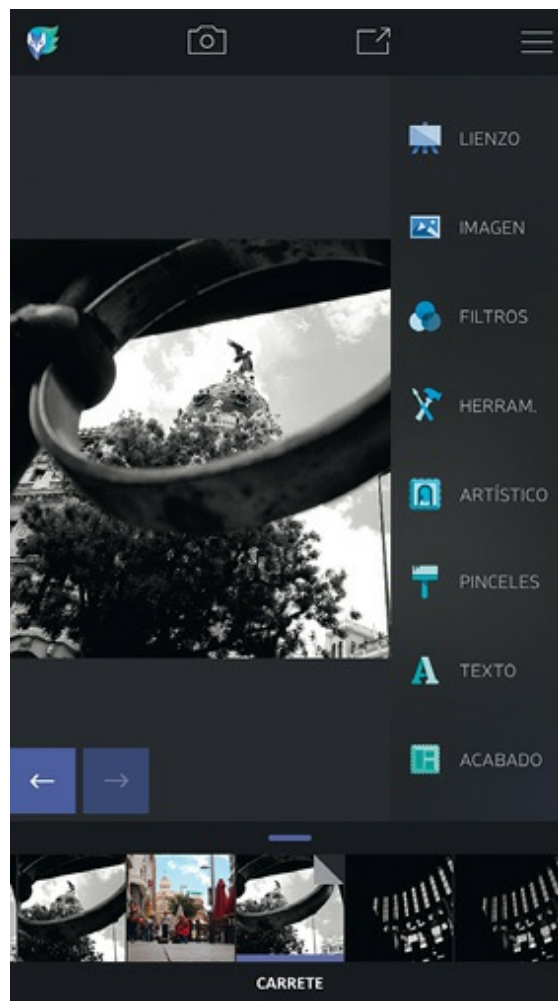 LIENZO
IMAGEN
FILTROS
HERRAM.
ARTÍSTICO
PINCELES
TEXTO
ACABADO
CARRETE